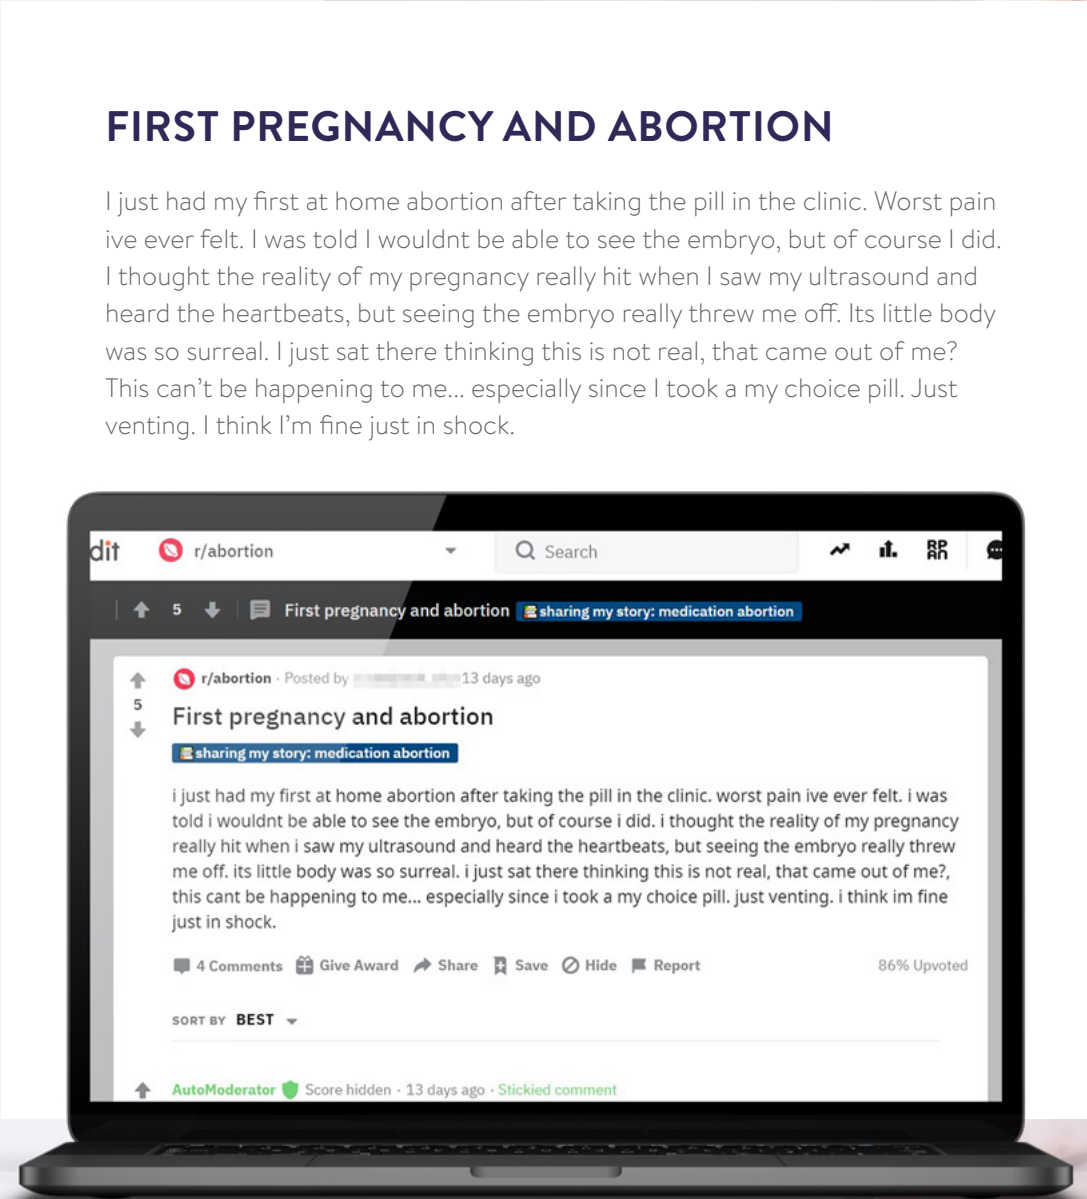 FIRST PREGNANCY AND ABORTION
I just had my first at home abortion after taking the pill in the clinic. Worst pain
ive ever felt. I was told I wouldnt be able to see the embryo, but of course I did.
I thought the reality of my pregnancy really hit when I saw my ultrasound and
heard the heartbeats, but seeing the embryo really threw me off. Its little body
was so surreal. I just sat there thinking this is not real, that came out of me?
This can't be happening to me... especially since I took a my choice pill. Just
venting. I think I'm fine just in shock.
dit r/abortion Search RPAN
5 First pregnancy and abortion sharing my story: medication abortion
r/abortion · Posted by 13 days ago
5
First pregnancy and abortion
sharing my story: medication abortion
i just had my first at home abortion after taking the pill in the clinic. worst pain ive ever felt. i was
told i wouldnt be able to see the embryo, but of course i did. i thought the reality of my pregnancy
really hit when i saw my ultrasound and heard the heartbeats, but seeing the embryo really threw
me off. its little body was so surreal. i just sat there thinking this is not real, that came out of me?,
this cant be happening to me... especially since i took a my choice pill. just venting. i think im fine
just in shock.
4 Comments Give Award Share Save Hide Report 86% Upvoted
SORT BY BEST
AutoModerator Score hidden · 13 days ago · Stickied comment